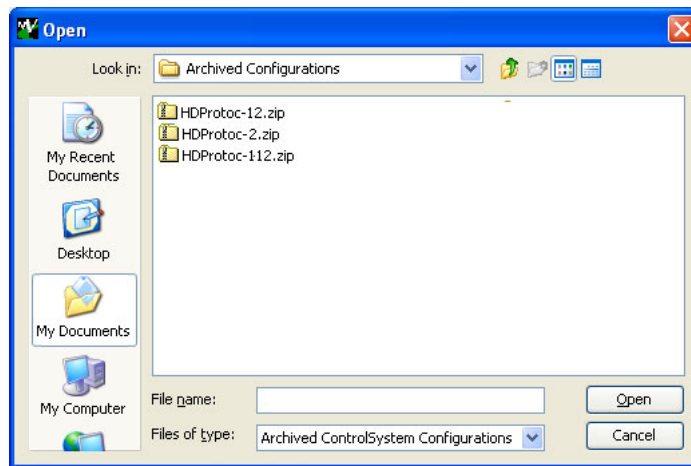 Open
Look in:
Archived Configurations
My Recent
Documents
Desktop
My Documents
My Computer
HDProtoc-12.zip
HDProtoc-2.zip
HDProtoc-112.zip
File name:
Open
Files of type:
Archived ControlSystem Configurations
Cancel